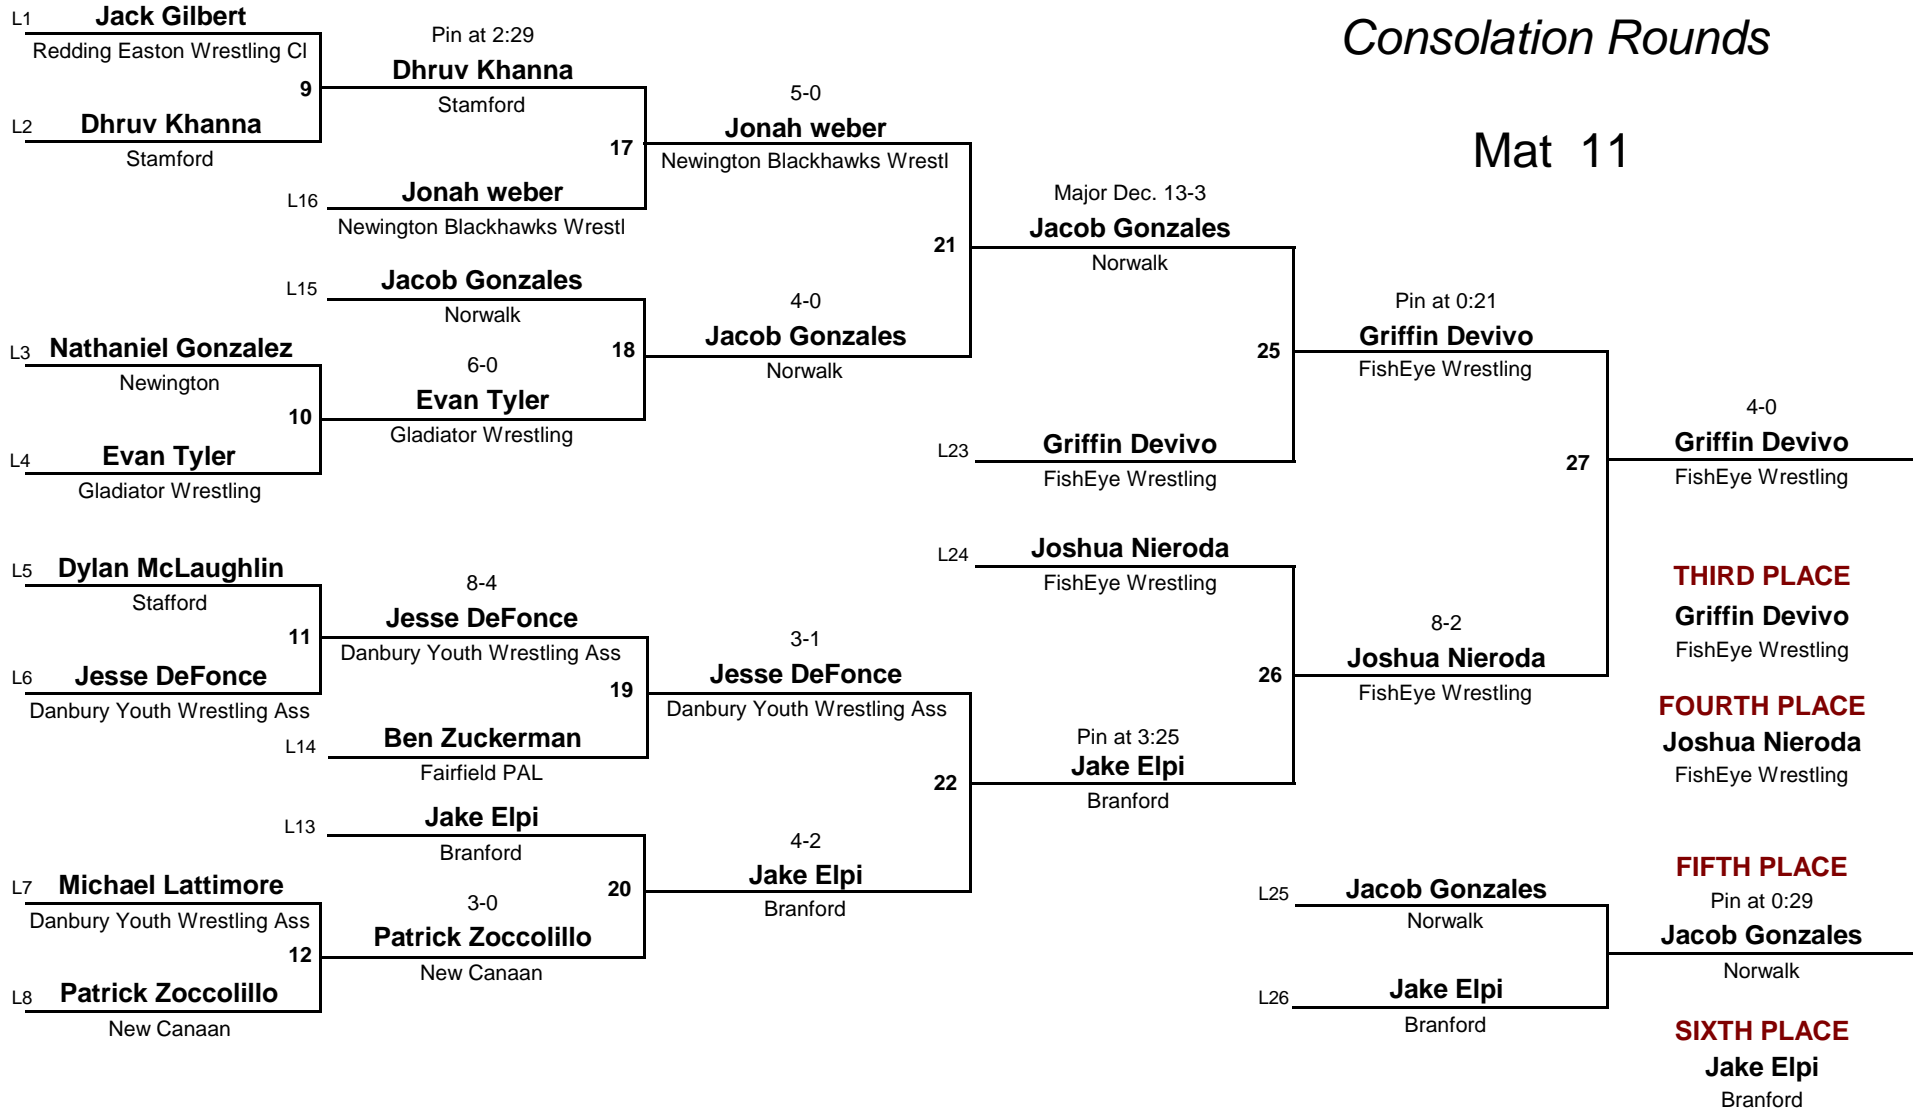 Consolation Rounds
Mat 11
L1 Jack Gilbert
Redding Easton Wrestling Cl
9
L2 Dhruv Khanna
Stamford
Pin at 2:29
Dhruv Khanna
Stamford
17
L16 Jonah weber
Newington Blackhawks Wrestl
5-0
Jonah weber
Newington Blackhawks Wrestl
21
L15 Jacob Gonzales
Norwalk
18
L3 Nathaniel Gonzalez
Newington
10
L4 Evan Tyler
Gladiator Wrestling
6-0
Evan Tyler
Gladiator Wrestling
4-0
Jacob Gonzales
Norwalk
Major Dec. 13-3
Jacob Gonzales
Norwalk
25
L23 Griffin Devivo
FishEye Wrestling
Pin at 0:21
Griffin Devivo
FishEye Wrestling
27
4-0
Griffin Devivo
FishEye Wrestling
L5 Dylan McLaughlin
Stafford
11
L6 Jesse DeFonce
Danbury Youth Wrestling Ass
8-4
Jesse DeFonce
Danbury Youth Wrestling Ass
19
L14 Ben Zuckerman
Fairfield PAL
3-1
Jesse DeFonce
Danbury Youth Wrestling Ass
22
L13 Jake Elpi
Branford
20
L7 Michael Lattimore
Danbury Youth Wrestling Ass
12
L8 Patrick Zoccolillo
New Canaan
3-0
Patrick Zoccolillo
New Canaan
4-2
Jake Elpi
Branford
L24 Joshua Nieroda
FishEye Wrestling
26
Pin at 3:25
Jake Elpi
Branford
8-2
Joshua Nieroda
FishEye Wrestling
THIRD PLACE
Griffin Devivo
FishEye Wrestling
FOURTH PLACE
Joshua Nieroda
FishEye Wrestling
L25 Jacob Gonzales
Norwalk
L26 Jake Elpi
Branford
FIFTH PLACE
Pin at 0:29
Jacob Gonzales
Norwalk
SIXTH PLACE
Jake Elpi
Branford